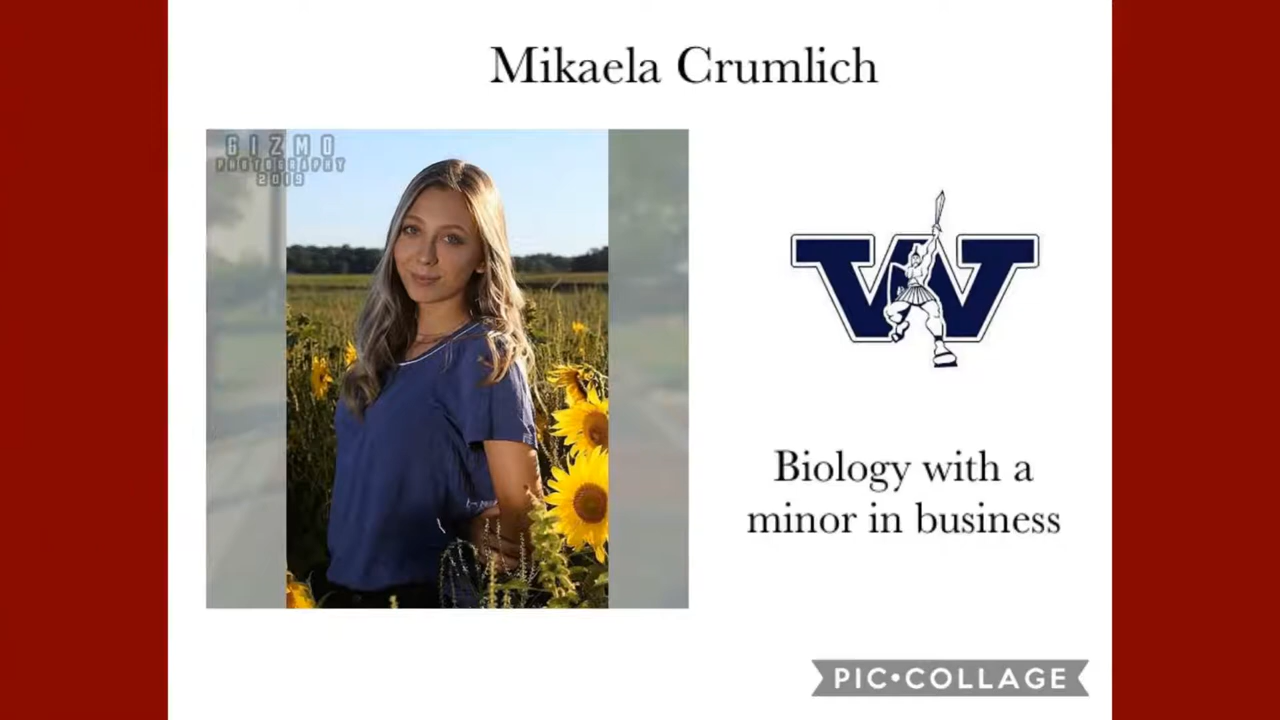 Mikaela Crumlich
GIZMO
PHOTOGRAPHY
2019
W
Biology with a
minor in business
PIC•COLLAGE